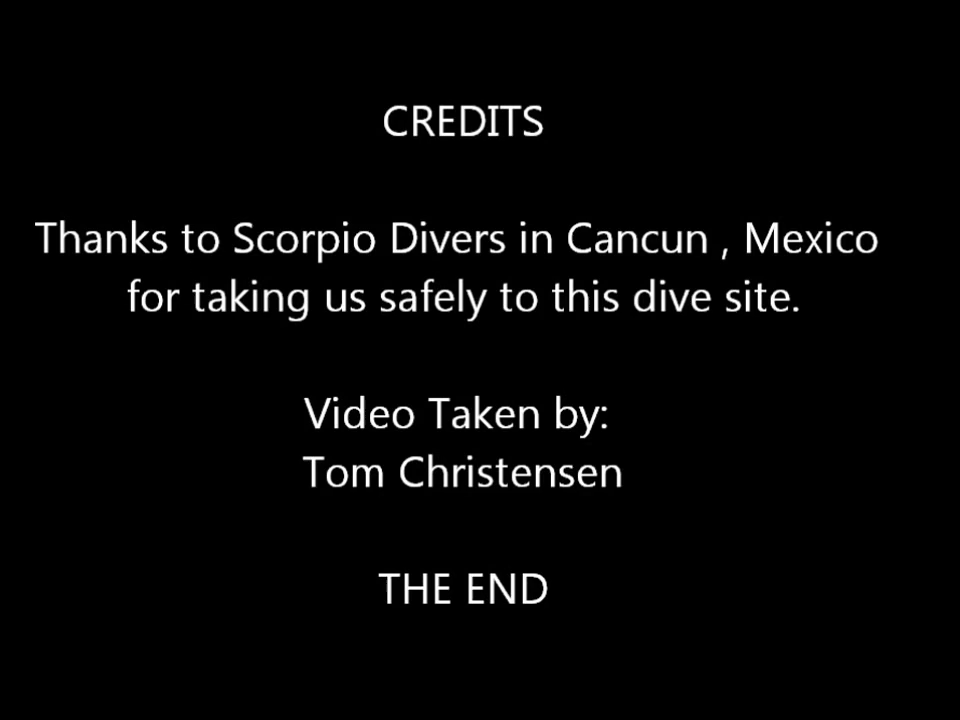 CREDITS
Thanks to Scorpio Divers in Cancun , Mexico
for taking us safely to this dive site.
Video Taken by:
Tom Christensen
THE END